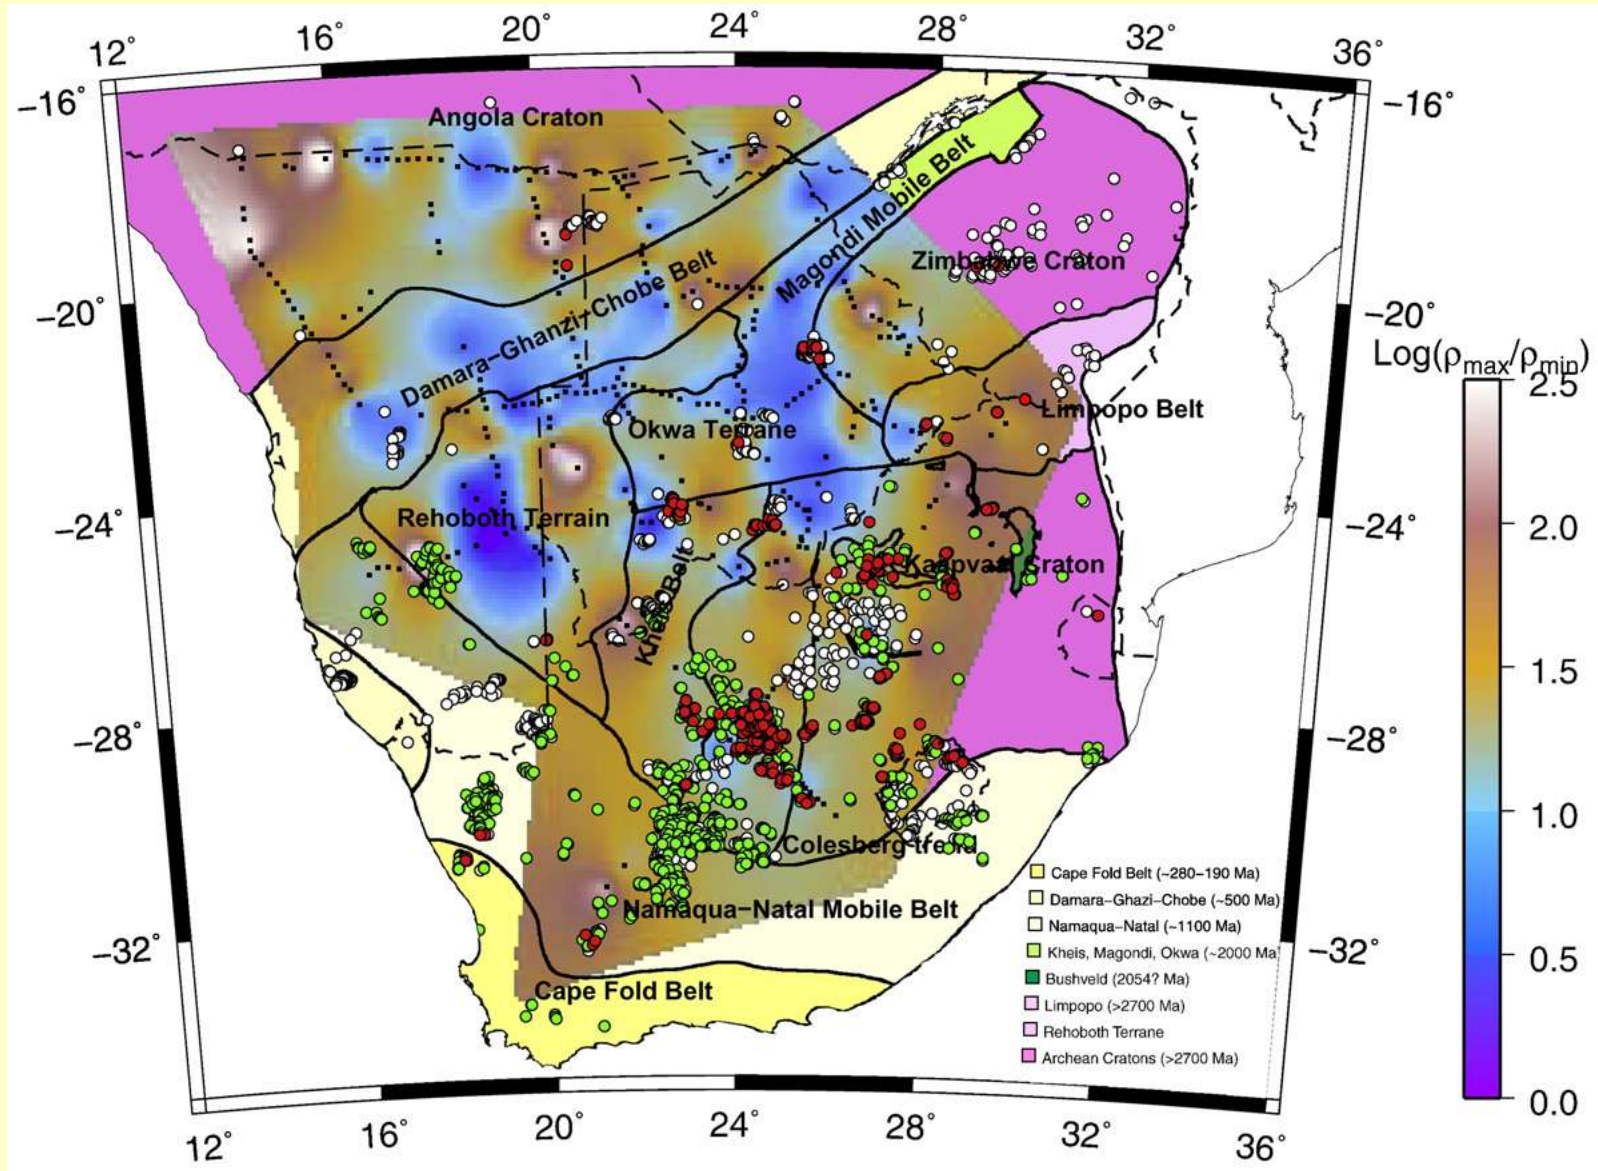 12° 16° 20° 24° 28° 32° 36°
−16° −16°
Angola Craton
Magondi Mobile Belt
Zimbabwe Craton
Damara−Ghanzi−Chobe Belt
−20° −20°
Log(ρmax/ρmin)
2.5
Limpopo Belt
Okwa Terrane
Rehoboth Terrain
−24° −24°
2.0
Kaapvaal Craton
Kheis Belt
1.5
−28° −28°
1.0
Colesberg trend
Namaqua−Natal Mobile Belt
−32° −32°
0.5
Cape Fold Belt
0.0
Cape Fold Belt (~280−190 Ma)
Damara−Ghazi−Chobe (~500 Ma)
Namaqua−Natal (~1100 Ma)
Kheis, Magondi, Okwa (~2000 Ma
Bushveld (2054? Ma)
Limpopo (>2700 Ma)
Rehoboth Terrane
Archean Cratons (>2700 Ma)
12° 16° 20° 24° 28° 32° 36°